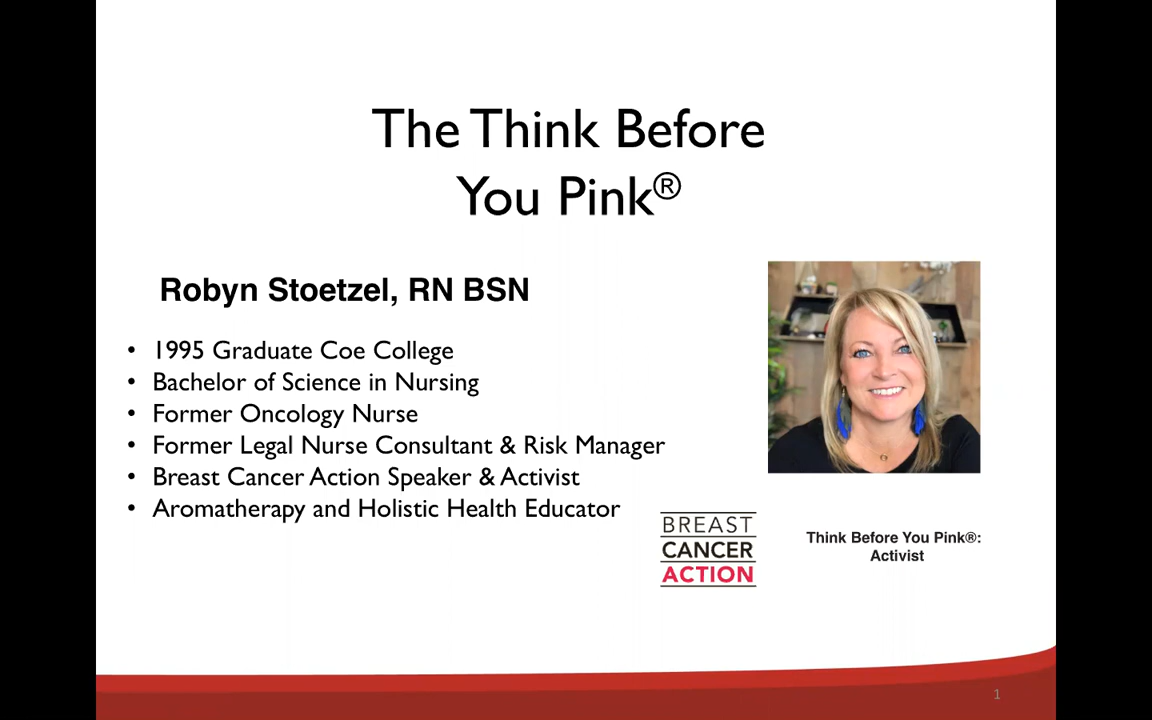 The Think Before
You Pink®
Robyn Stoetzel, RN BSN
• 1995 Graduate Coe College
• Bachelor of Science in Nursing
• Former Oncology Nurse
• Former Legal Nurse Consultant & Risk Manager
• Breast Cancer Action Speaker & Activist
• Aromatherapy and Holistic Health Educator
BREAST
CANCER
ACTION
Think Before You Pink®:
Activist
1